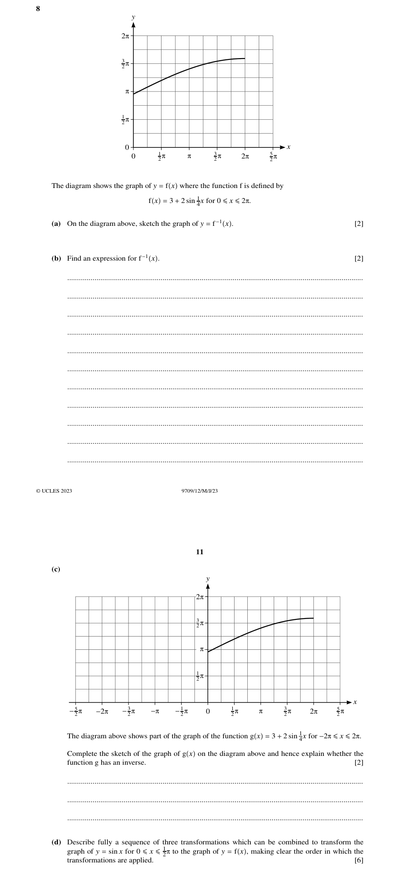 8
y
2π
3/2π
π
1/2π
0
x
0 1/2π π 3/2π 2π 5/2π
The diagram shows the graph of y = f(x) where the function f is defined by
f(x) = 3 + 2 sin 1/4x for 0 ⩽ x ⩽ 2π.
(a) On the diagram above, sketch the graph of y = f⁻¹(x). [2]
(b) Find an expression for f⁻¹(x). [2]
© UCLES 2023 9709/12/M/J/23
11
(c)
y
2π
3/2π
π
1/2π
x
−5/2π −2π −3/2π −π −1/2π 0 1/2π π 3/2π 2π 5/2π
The diagram above shows part of the graph of the function g(x) = 3 + 2 sin 1/4x for −2π ⩽ x ⩽ 2π.
Complete the sketch of the graph of g(x) on the diagram above and hence explain whether the
function g has an inverse. [2]
(d) Describe fully a sequence of three transformations which can be combined to transform the
graph of y = sin x for 0 ⩽ x ⩽ 1/2π to the graph of y = f(x), making clear the order in which the
transformations are applied. [6]